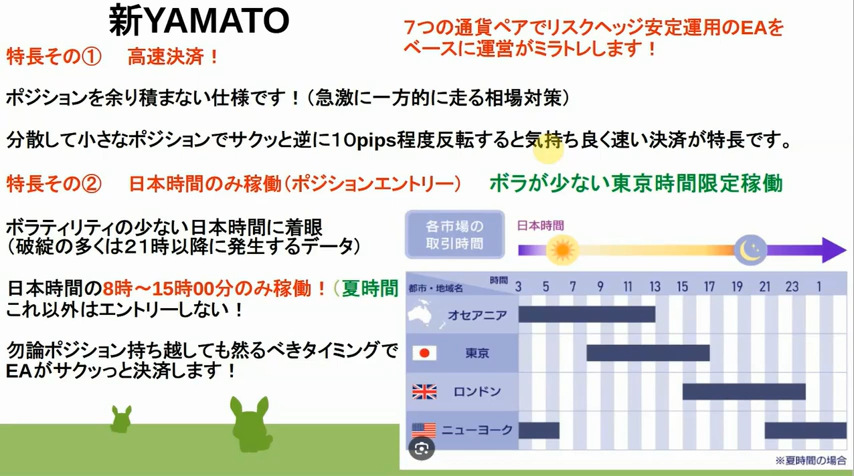 新YAMATO
7つの通貨ペアでリスクヘッジ安定運用のEAを
ベースに運営がミラトレします！
特長その① 高速決済！
ポジションを余り積まない仕様です！（急激に一方的に走る相場対策）
分散して小さなポジションでサクッと逆に10pips程度反転すると気持ち良く速い決済が特長です。
特長その② 日本時間のみ稼働（ポジションエントリー） ボラが少ない東京時間限定稼働
ボラティリティの少ない日本時間に着眼
（破綻の多くは21時以降に発生するデータ）
日本時間の8時〜15時00分のみ稼働！（夏時間
これ以外はエントリーしない！
勿論ポジション持ち越しても然るべきタイミングで
EAがサクッっと決済します！
各市場の
取引時間
日本時間
時間
都市・地域名
3 5 7 9 11 13 15 17 19 21 23 1
オセアニア
東京
ロンドン
ニューヨーク
※夏時間の場合